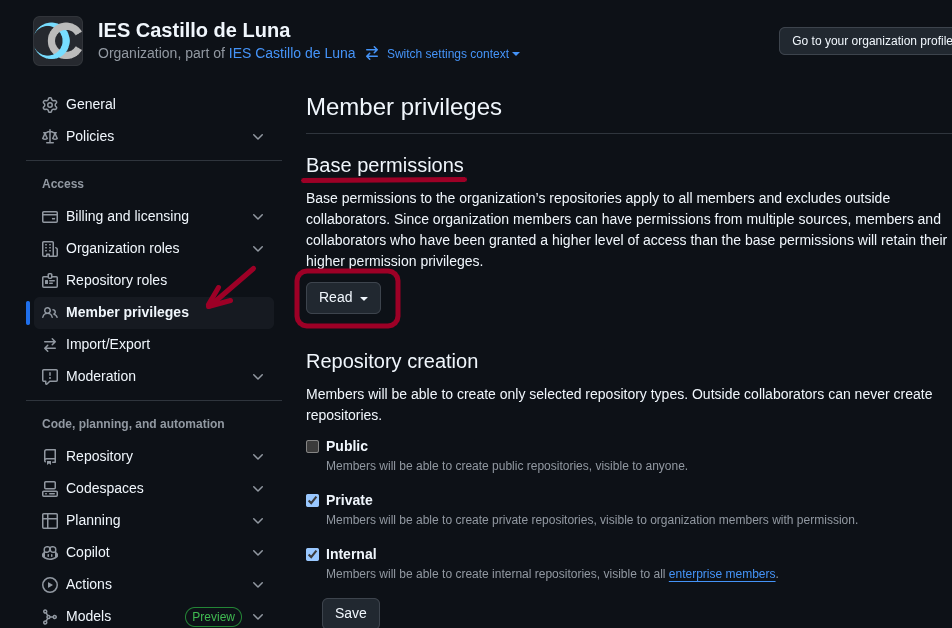 IES Castillo de Luna
Organization, part of IES Castillo de Luna Switch settings context
Go to your organization profile
General
Policies
Access
Billing and licensing
Organization roles
Repository roles
Member privileges
Import/Export
Moderation
Code, planning, and automation
Repository
Codespaces
Planning
Copilot
Actions
Models Preview
Member privileges
Base permissions
Base permissions to the organization's repositories apply to all members and excludes outside
collaborators. Since organization members can have permissions from multiple sources, members and
collaborators who have been granted a higher level of access than the base permissions will retain their
higher permission privileges.
Read
Repository creation
Members will be able to create only selected repository types. Outside collaborators can never create
repositories.
Public
Members will be able to create public repositories, visible to anyone.
Private
Members will be able to create private repositories, visible to organization members with permission.
Internal
Members will be able to create internal repositories, visible to all enterprise members.
Save